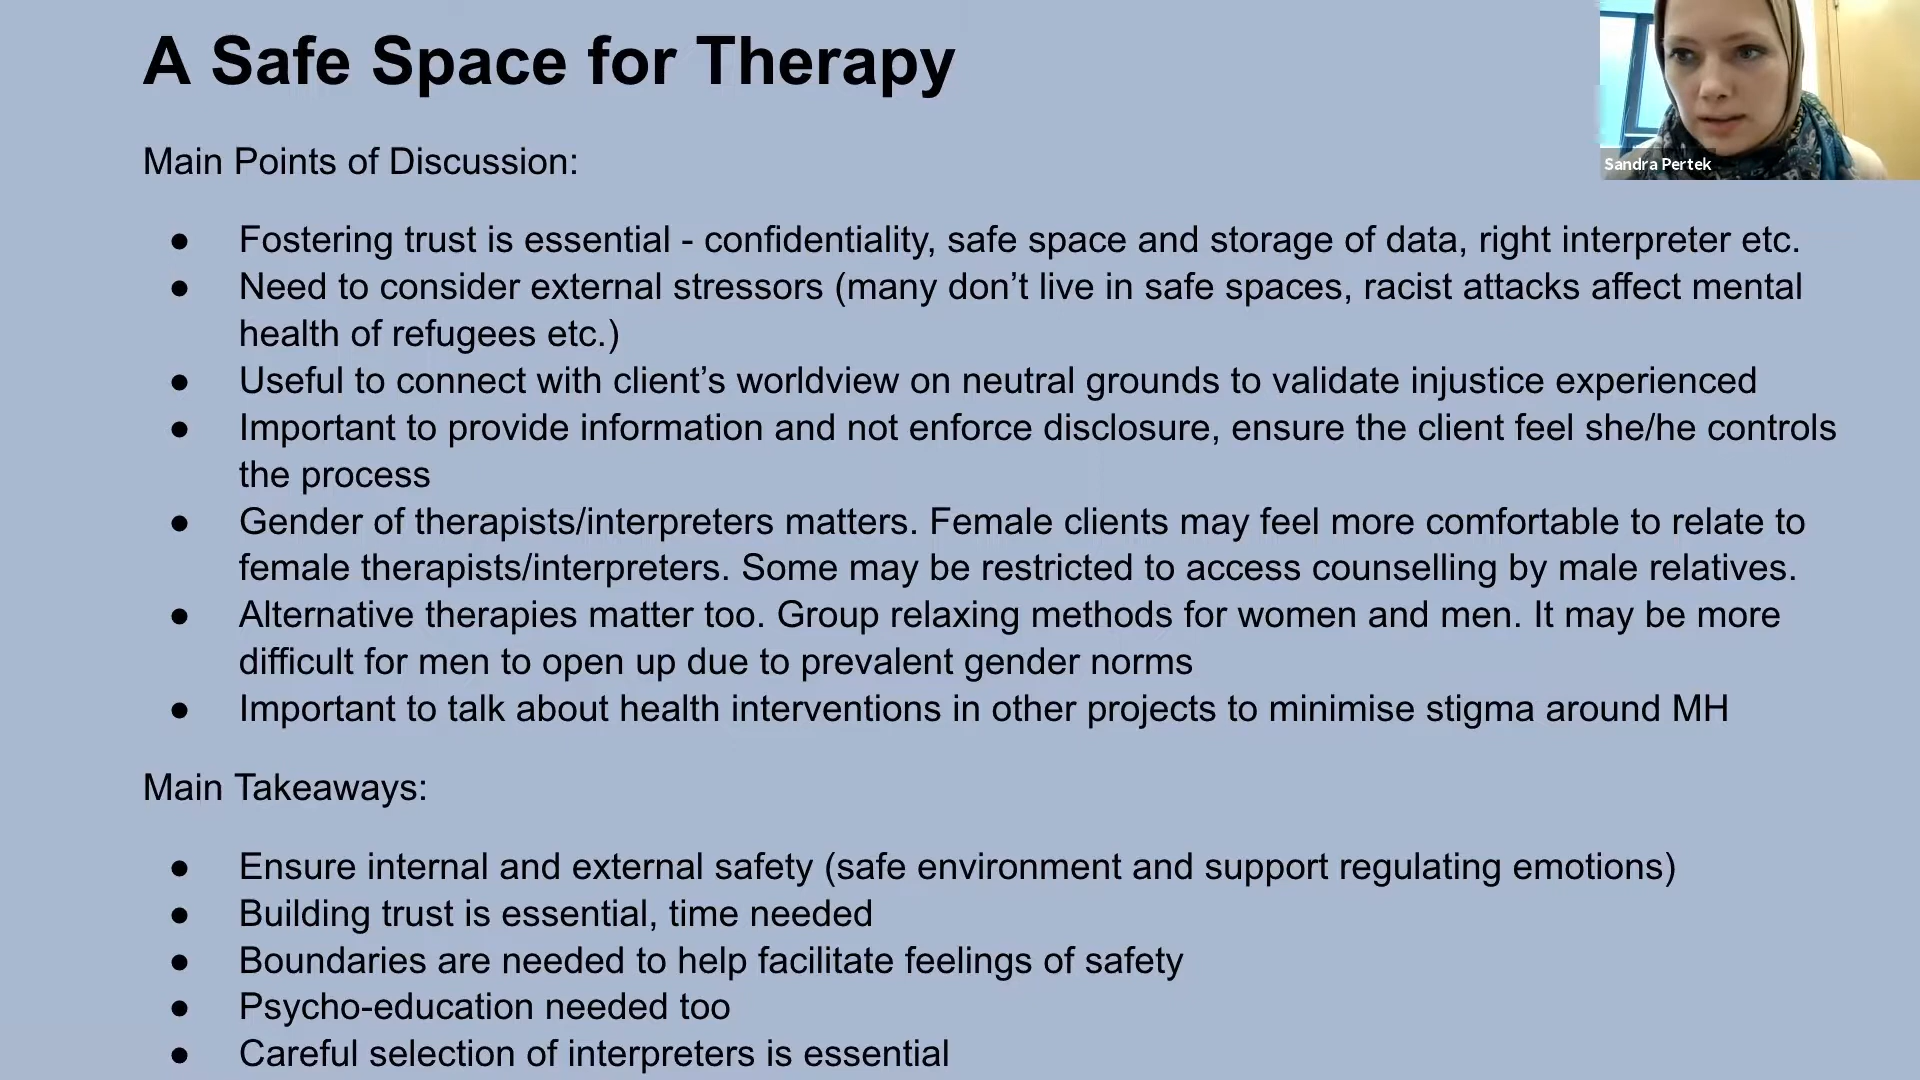 A Safe Space for Therapy
Sandra Pertek
Main Points of Discussion:
● Fostering trust is essential - confidentiality, safe space and storage of data, right interpreter etc.
● Need to consider external stressors (many don’t live in safe spaces, racist attacks affect mental
health of refugees etc.)
● Useful to connect with client’s worldview on neutral grounds to validate injustice experienced
● Important to provide information and not enforce disclosure, ensure the client feel she/he controls
the process
● Gender of therapists/interpreters matters. Female clients may feel more comfortable to relate to
female therapists/interpreters. Some may be restricted to access counselling by male relatives.
● Alternative therapies matter too. Group relaxing methods for women and men. It may be more
difficult for men to open up due to prevalent gender norms
● Important to talk about health interventions in other projects to minimise stigma around MH
Main Takeaways:
● Ensure internal and external safety (safe environment and support regulating emotions)
● Building trust is essential, time needed
● Boundaries are needed to help facilitate feelings of safety
● Psycho-education needed too
● Careful selection of interpreters is essential